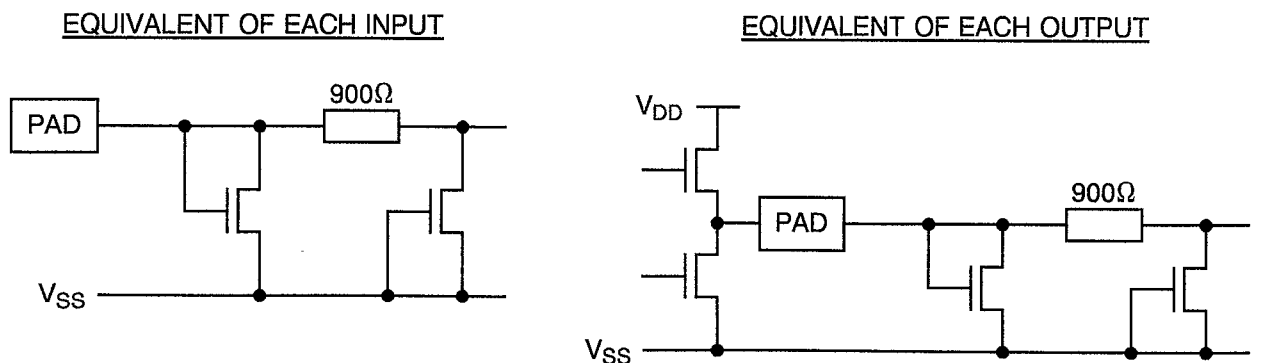 EQUIVALENT OF EACH INPUT
900Ω
PAD
VSS
EQUIVALENT OF EACH OUTPUT
VDD
900Ω
PAD
VSS